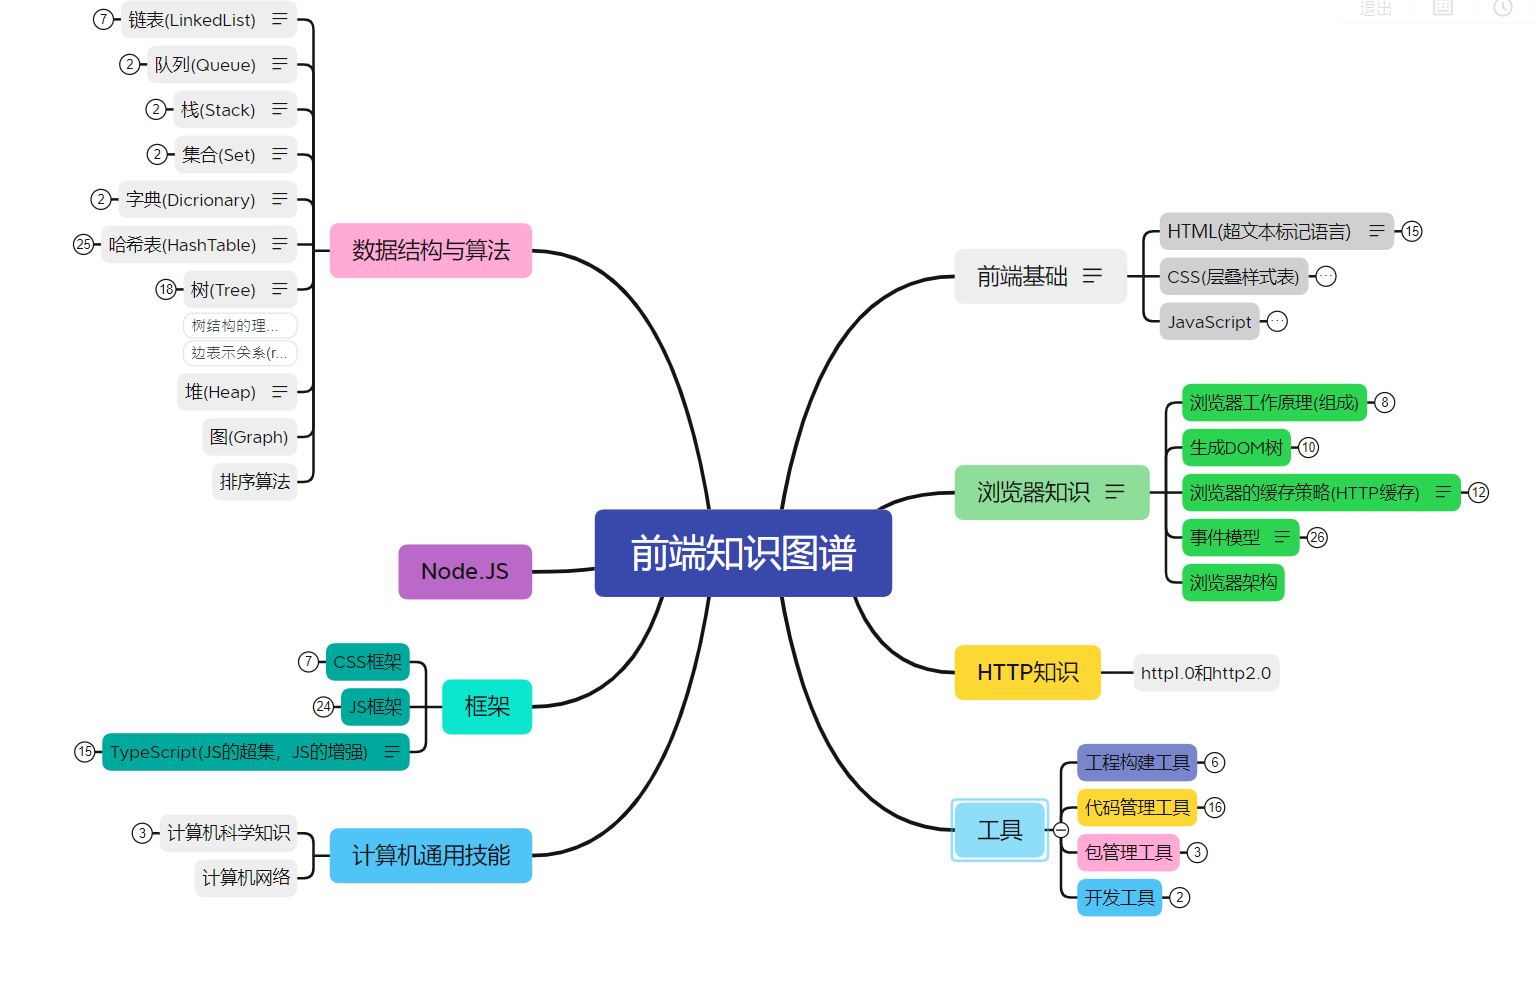 退出
前端知识图谱
数据结构与算法
链表(LinkedList)
7
队列(Queue)
2
栈(Stack)
2
集合(Set)
2
字典(Dicrionary)
2
哈希表(HashTable)
25
树(Tree)
18
树结构的理...
边表示关系(r...
堆(Heap)
图(Graph)
排序算法
Node.JS
框架
CSS框架
7
JS框架
24
TypeScript(JS的超集，JS的增强)
15
计算机通用技能
计算机科学知识
3
计算机网络
前端基础
HTML(超文本标记语言)
15
CSS(层叠样式表)
...
JavaScript
...
浏览器知识
浏览器工作原理(组成)
8
生成DOM树
10
浏览器的缓存策略(HTTP缓存)
12
事件模型
26
浏览器架构
HTTP知识
http1.0和http2.0
工具
工程构建工具
6
代码管理工具
16
包管理工具
3
开发工具
2